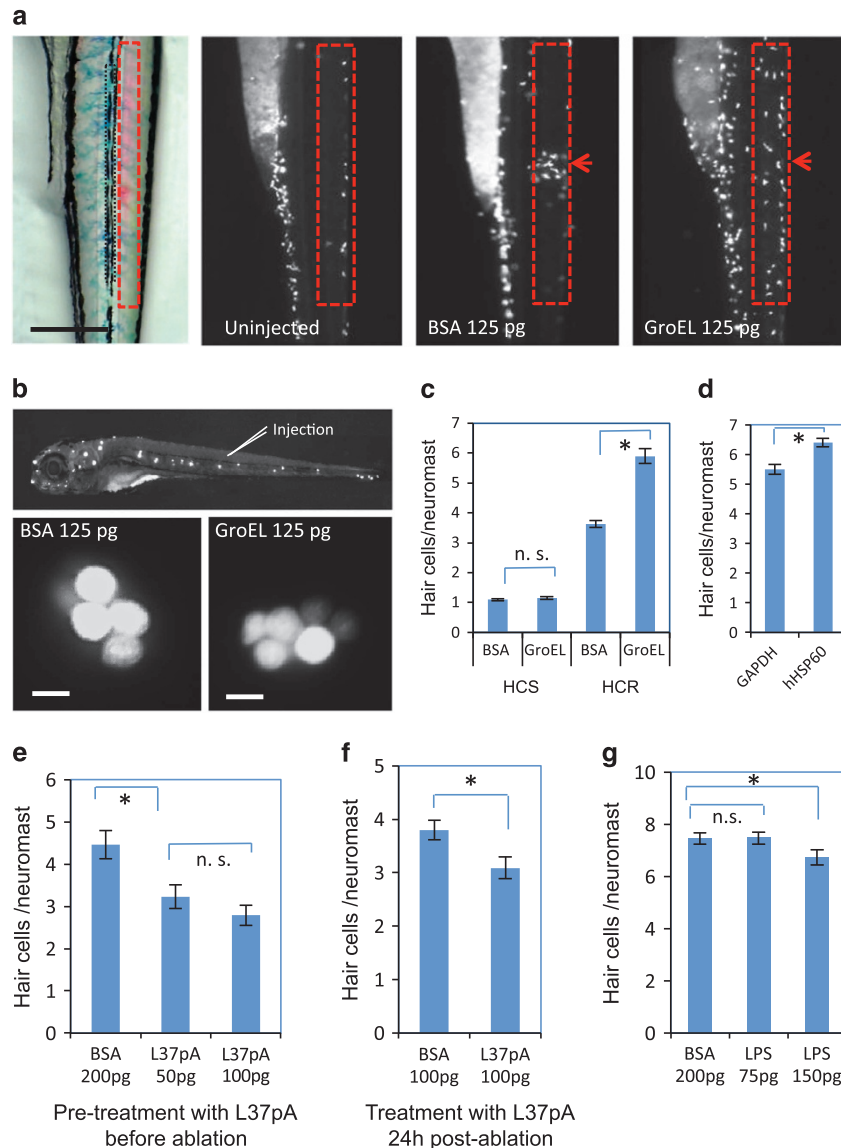 a
Uninjected
BSA 125 pg
GroEL 125 pg
b
Injection
BSA 125 pg
GroEL 125 pg
c
Hair cells/neuromast
7
6
5
4
3
2
1
0
n. s.
*
BSA
GroEL
BSA
GroEL
HCS
HCR
d
Hair cells/neuromast
7
6
5
4
3
2
1
0
*
GAPDH
hHSP60
e
Hair cells /neuromast
6
5
4
3
2
1
0
*
n. s.
BSA
200pg
L37pA
50pg
L37pA
100pg
Pre-treatment with L37pA
before ablation
f
Hair cells /neuromast
5
4
3
2
1
0
*
BSA
100pg
L37pA
100pg
Treatment with L37pA
24h post-ablation
g
Hair cells /neuromast
10
8
6
4
2
0
*
n.s.
BSA
200pg
LPS
75pg
LPS
150pg